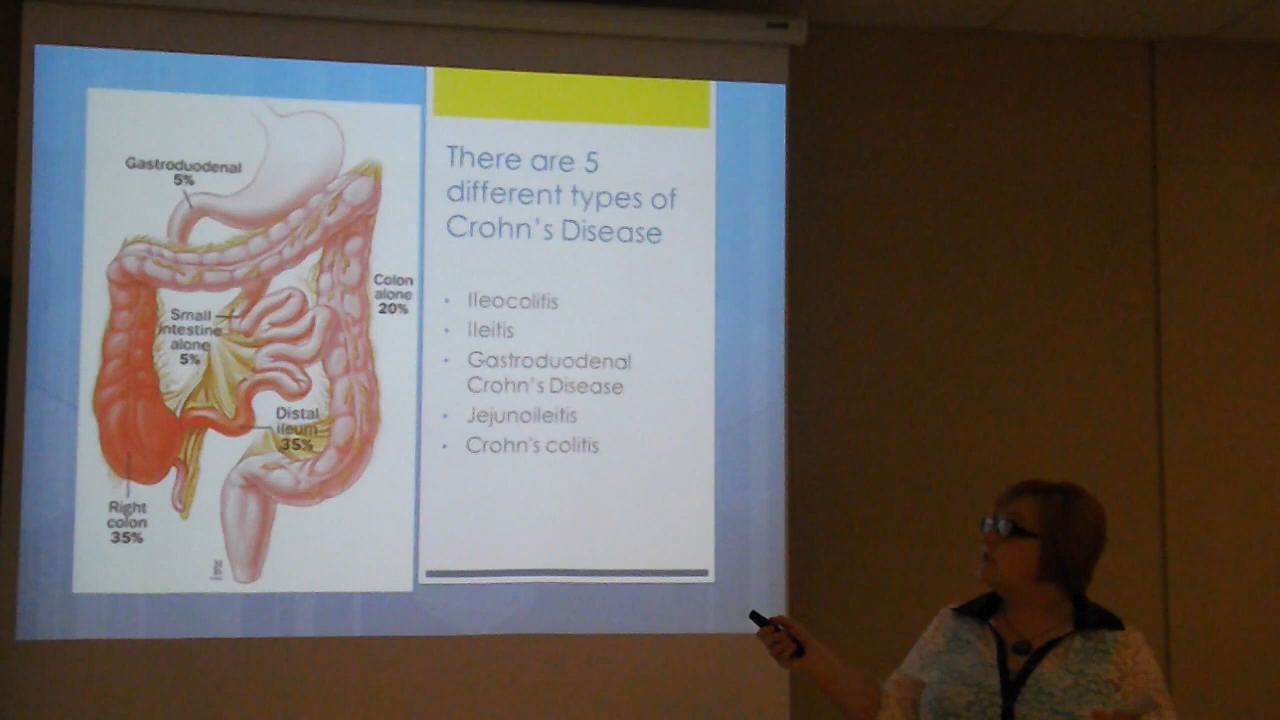 Gastroduodenal
5%
Colon
alone
20%
Small
intestine
alone
5%
Distal
ileum
35%
Right
colon
35%
There are 5
different types of
Crohn's Disease
• Ileocolitis
• Ileitis
• Gastroduodenal
Crohn's Disease
• Jejunoileitis
• Crohn's colitis